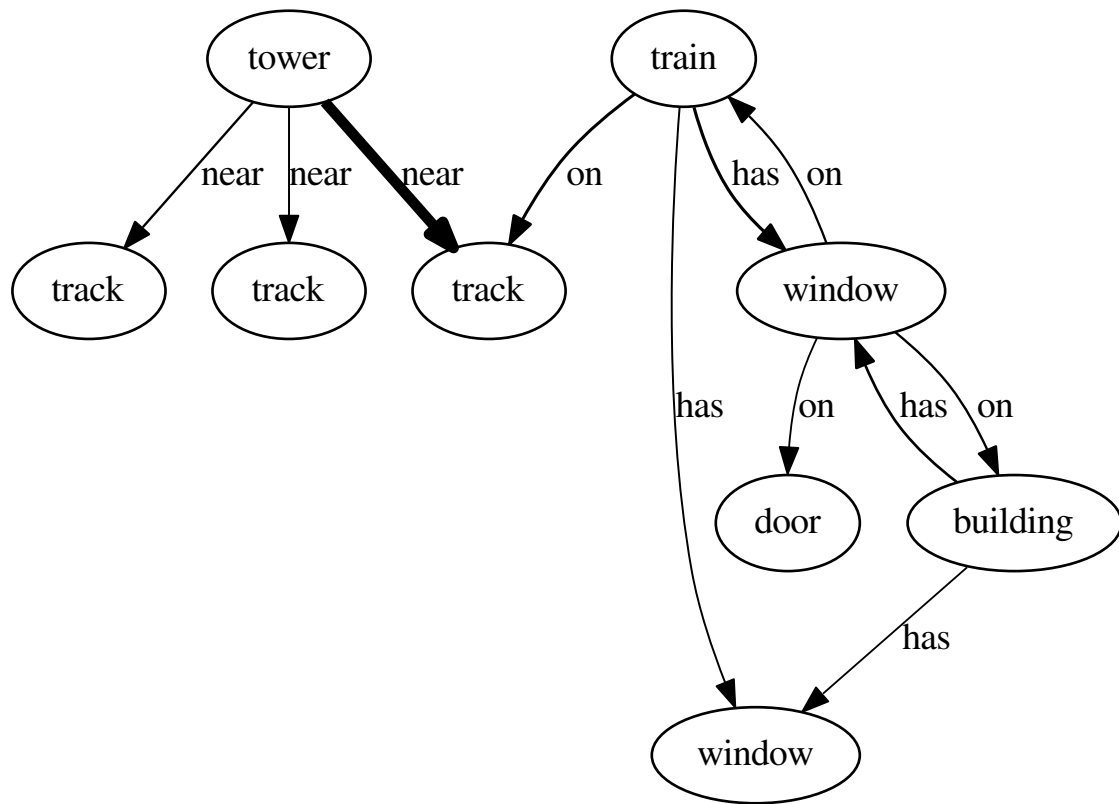 tower
train
near
near
near
on
has
on
track
track
track
window
has
on
has
on
door
building
has
window